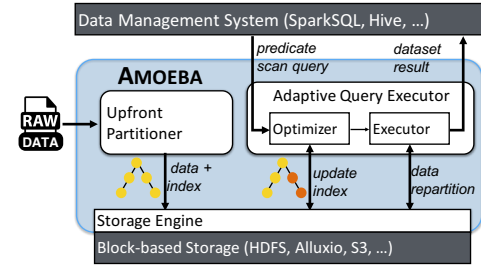 Data Management System (SparkSQL, Hive, …)
predicate
scan query
dataset
result
AMOEBA
Adaptive Query Executor
Upfront
Partitioner
Optimizer
Executor
RAW
DATA
data +
index
update
index
data
repartition
Storage Engine
Block-based Storage (HDFS, Alluxio, S3, …)